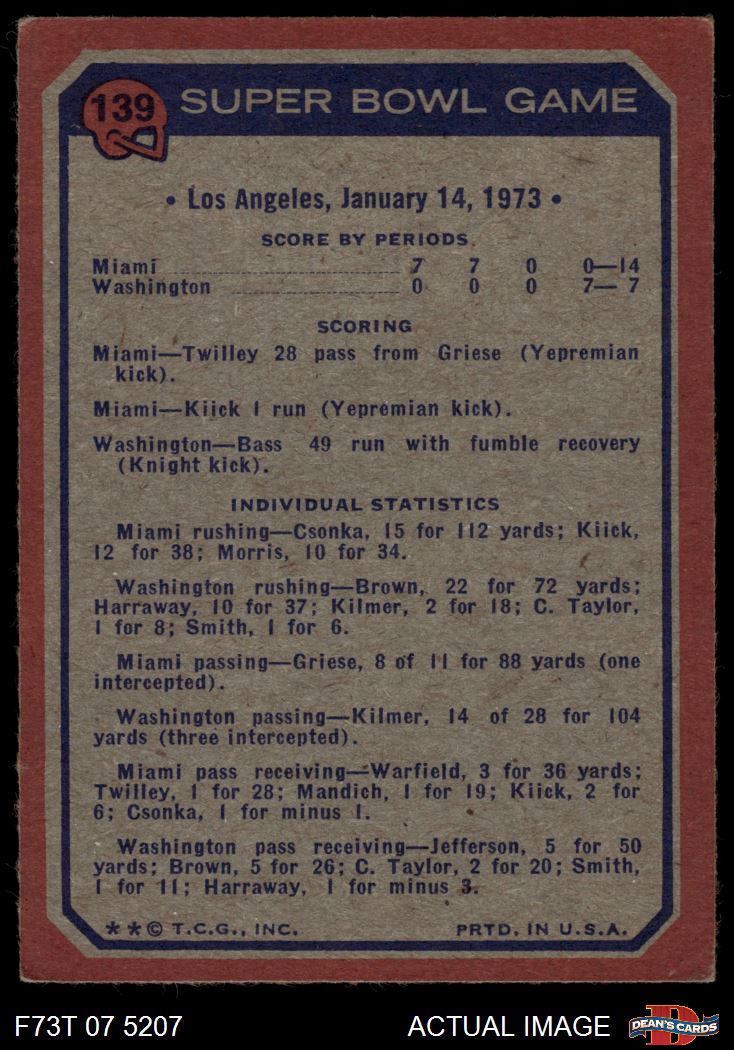 139 SUPER BOWL GAME
• Los Angeles, January 14, 1973 •
SCORE BY PERIODS
Miami 7 7 0 0—14
Washington 0 0 0 7— 7
SCORING
Miami—Twilley 28 pass from Griese (Yepremian
kick).
Miami—Kiick 1 run (Yepremian kick).
Washington—Bass 49 run with fumble recovery
(Knight kick).
INDIVIDUAL STATISTICS
Miami rushing—Csonka, 15 for 112 yards; Kiick,
12 for 38; Morris, 10 for 34.
Washington rushing—Brown, 22 for 72 yards;
Harraway, 10 for 37; Kilmer, 2 for 18; C. Taylor,
1 for 8; Smith, 1 for 6.
Miami passing—Griese, 8 of 11 for 88 yards (one
intercepted).
Washington passing—Kilmer, 14 of 28 for 104
yards (three intercepted).
Miami pass receiving—Warfield, 3 for 36 yards;
Twilley, 1 for 28; Mandich, 1 for 19; Kiick, 2 for
6; Csonka, 1 for minus 1.
Washington pass receiving—Jefferson, 5 for 50
yards; Brown, 5 for 26; C. Taylor, 2 for 20; Smith,
1 for 11; Harraway, 1 for minus 3.
* * © T.C.G., INC. PRTD. IN U.S.A.
F73T 07 5207 ACTUAL IMAGE D DEAN'S CARDS